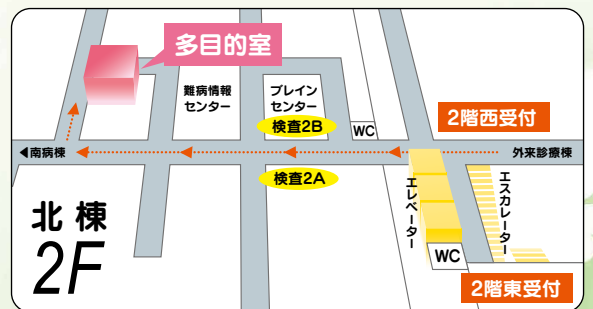 多目的室
難病情報
センター
ブレイン
センター
検査2B
WC
2階西受付
◀南病棟
外来診療棟
検査2A
エレベーター
エスカレーター
北棟
2F
WC
2階東受付